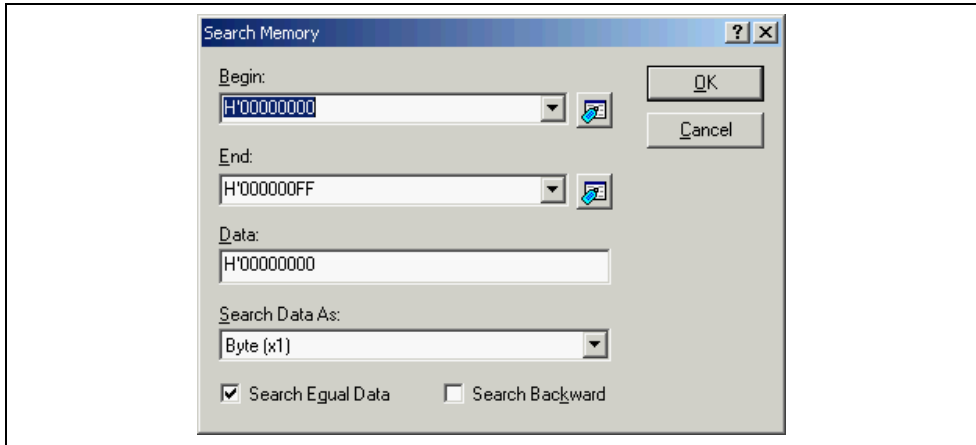 Search Memory
Begin:
H'00000000
OK
Cancel
End:
H'000000FF
Data:
H'00000000
Search Data As:
Byte (x1)
Search Equal Data Search Backward